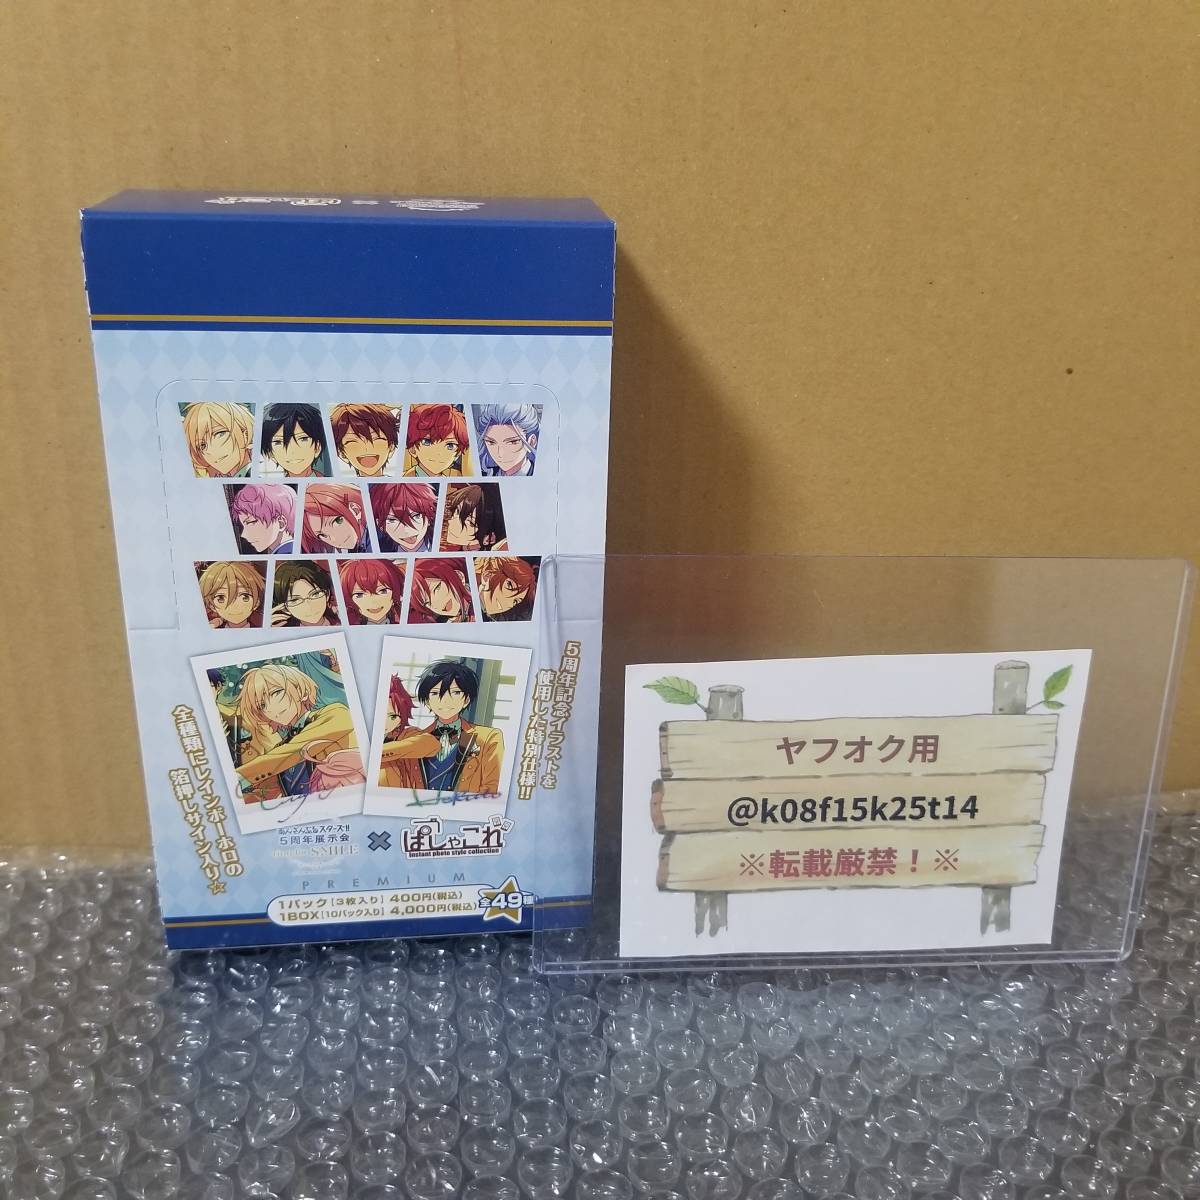 5周年記念イラストを
使用した特別仕様!!
全種類にレインボーホロの
箔押しサイン入り☆
あんさんぶるスターズ!!
5周年展示会
SMILE
×
ぱしゃこれ
Instant photo style collection
PREMIUM
1パック[3枚入り] 400円(税込)
1BOX[10パック入り] 4,000円(税込)
全49種
ヤフオク用
@k08f15k25t14
※転載厳禁！※